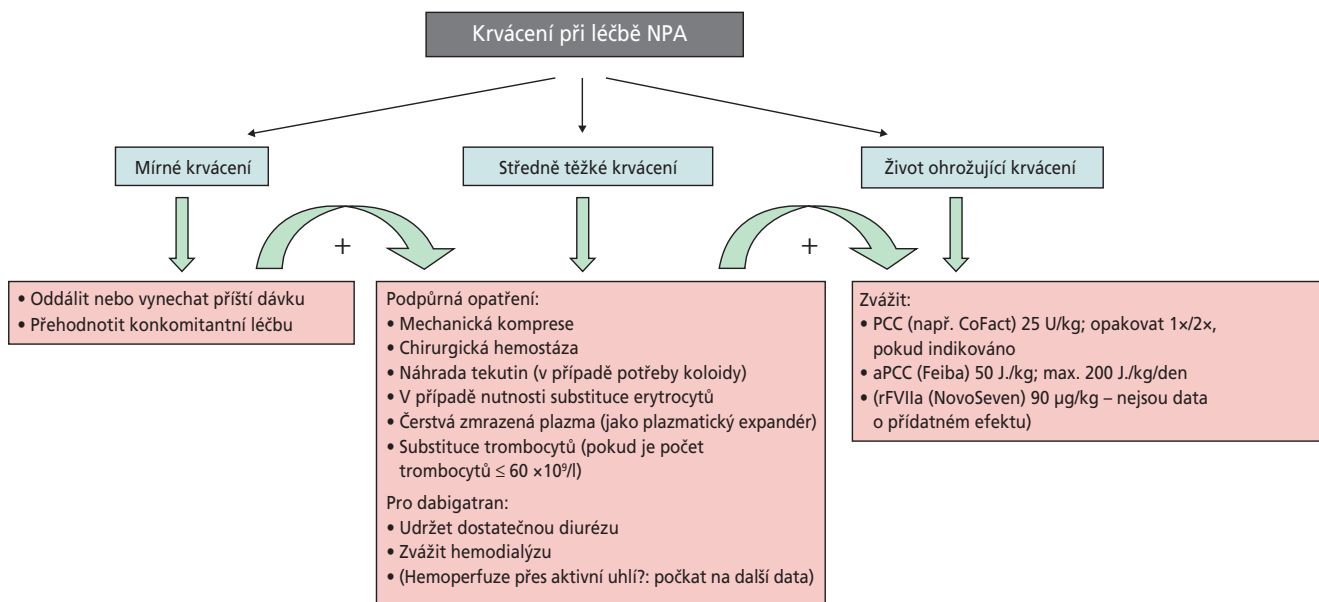 Krvácení při léčbě NPA
Mírné krvácení
Středně těžké krvácení
Život ohrožující krvácení
+
+
• Oddálit nebo vynechat příští dávku
• Přehodnotit konkomitantní léčbu
Podpůrná opatření:
• Mechanická komprese
• Chirurgická hemostáza
• Náhrada tekutin (v případě potřeby koloidy)
• V případě nutnosti substituce erytrocytů
• Čerstvá zmrazená plazma (jako plazmatický expandér)
• Substituce trombocytů (pokud je počet
trombocytů ≤ 60 ×10⁹/l)
Pro dabigatran:
• Udržet dostatečnou diurézu
• Zvážit hemodialýzu
• (Hemoperfuze přes aktivní uhlí?: počkat na další data)
Zvážit:
• PCC (např. CoFact) 25 U/kg; opakovat 1×/2×,
pokud indikováno
• aPCC (Feiba) 50 J./kg; max. 200 J./kg/den
• (rFVIIa (NovoSeven) 90 µg/kg – nejsou data
o přídatném efektu)